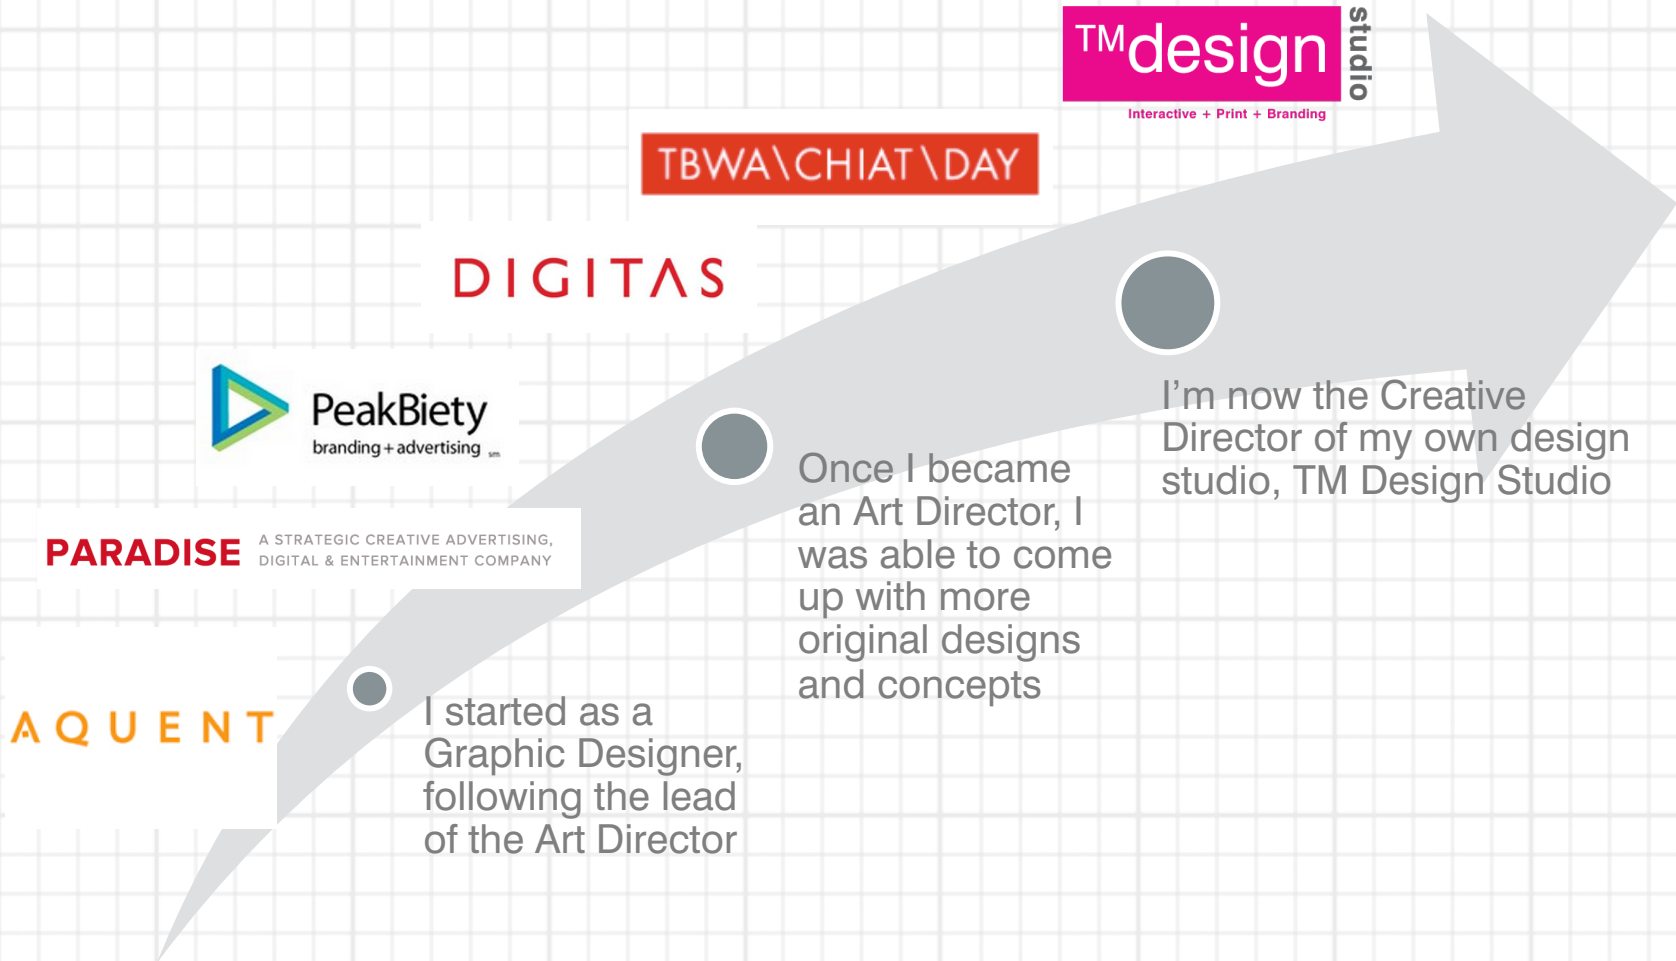 TMdesign
studio
Interactive + Print + Branding
TBWA\CHIAT\DAY
DIGITAS
PeakBiety
branding + advertising sm
PARADISE
A STRATEGIC CREATIVE ADVERTISING,
DIGITAL & ENTERTAINMENT COMPANY
AQUENT
I started as a
Graphic Designer,
following the lead
of the Art Director
Once I became
an Art Director, I
was able to come
up with more
original designs
and concepts
I’m now the Creative
Director of my own design
studio, TM Design Studio